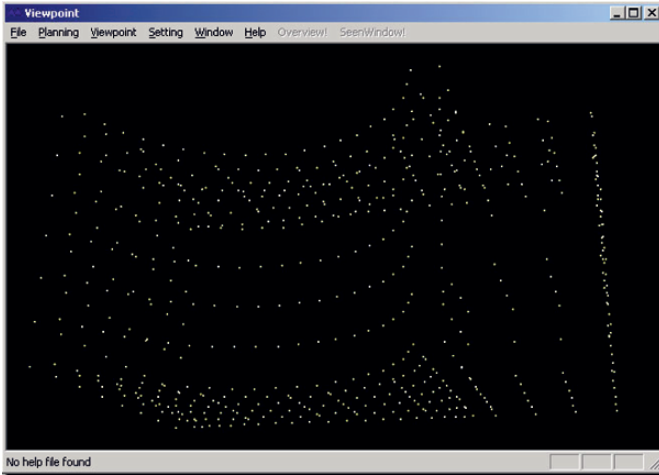 Viewpoint
File Planning Viewpoint Setting Window Help Overview! SeenWindow!
No help file found